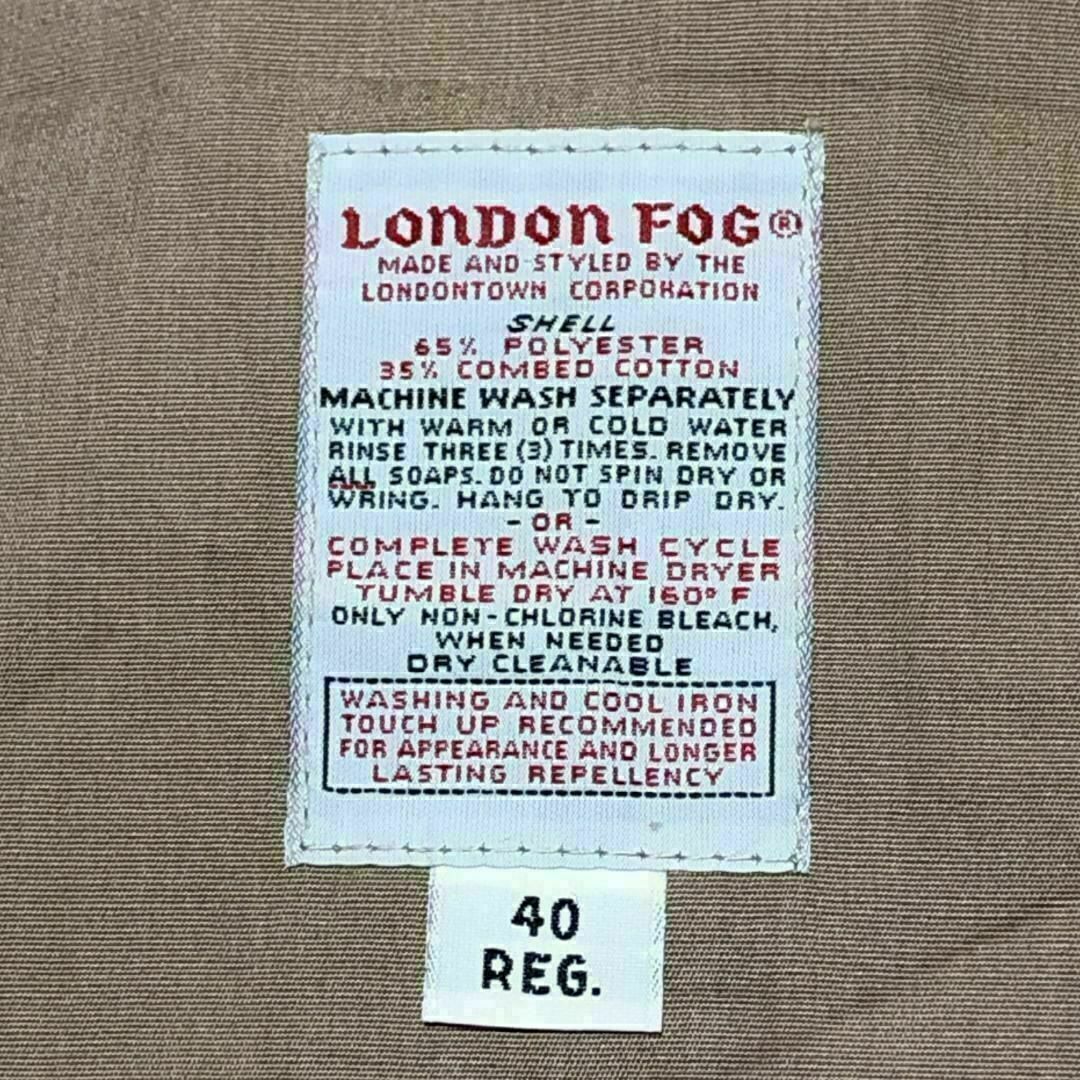 LONDON FOG®
MADE AND STYLED BY THE
LONDONTOWN CORPORATION
SHELL
65% POLYESTER
35% COMBED COTTON
MACHINE WASH SEPARATELY
WITH WARM OR COLD WATER
RINSE THREE (3) TIMES. REMOVE
ALL SOAPS. DO NOT SPIN DRY OR
WRING. HANG TO DRIP DRY.
- OR -
COMPLETE WASH CYCLE
PLACE IN MACHINE DRYER
TUMBLE DRY AT 160° F
ONLY NON-CHLORINE BLEACH,
WHEN NEEDED
DRY CLEANABLE
WASHING AND COOL IRON
TOUCH UP RECOMMENDED
FOR APPEARANCE AND LONGER
LASTING REPELLENCY
40
REG.